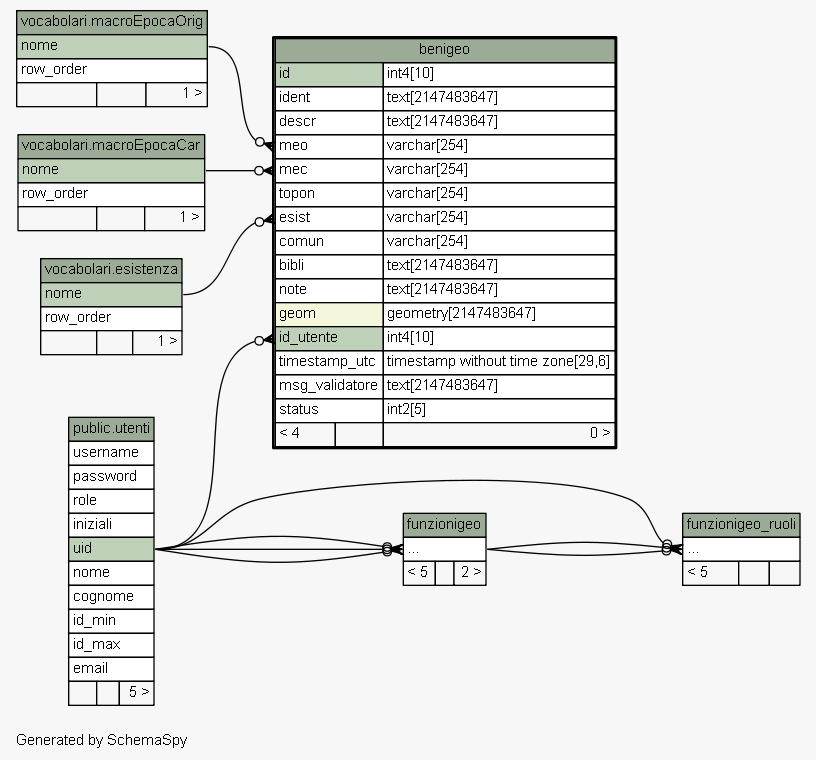 vocabolari.macroEpocaOrig
nome
row_order
1 >
vocabolari.macroEpocaCar
nome
row_order
1 >
vocabolari.esistenza
nome
row_order
1 >
benigeo
id int4[10]
ident text[2147483647]
descr text[2147483647]
meo varchar[254]
mec varchar[254]
topon varchar[254]
esist varchar[254]
comun varchar[254]
bibli text[2147483647]
note text[2147483647]
geom geometry[2147483647]
id_utente int4[10]
timestamp_utc timestamp without time zone[29,6]
msg_validatore text[2147483647]
status int2[5]
< 4 0 >
public.utenti
username
password
role
iniziali
uid
nome
cognome
id_min
id_max
email
5 >
funzionigeo
...
< 5 2 >
funzionigeo_ruoli
...
< 5
Generated by SchemaSpy